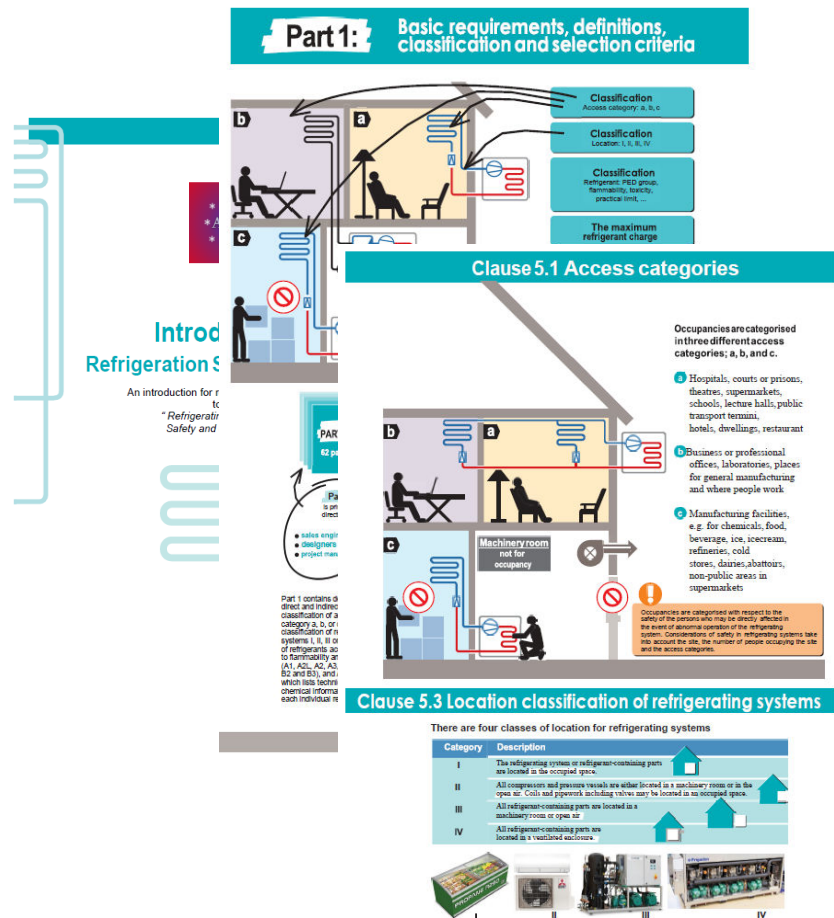 Part 1:
Basic requirements, definitions,
classification and selection criteria
b
a
c
Classification
Access category: a, b, c
Classification
Location: I, II, III, IV
Classification
Refrigerant: PED group,
flammability, toxicity,
practical limit, ...
The maximum
refrigerant charge
Introd
Refrigeration S
An introduction for r
to
" Refrigeratin
Safety and
PART
62 pa
Pa
is pri
direct
sales engin
designers
project mana
Part 1 contains de
direct and indirec
classification of a
category a, b, or
classification of re
systems I, II, III or
of refrigerants acc
to flammability an
(A1, A2L, A2, A3,
B2 and B3), and a
which lists techni
chemical informa
each individual re
Clause 5.1 Access categories
b
a
c
Machinery room
not for
occupancy
Occupancies are categorised
in three different access
categories; a, b, and c.
a Hospitals, courts or prisons,
theatres, supermarkets,
schools, lecture halls, public
transport termini,
hotels, dwellings, restaurant
b Business or professional
offices, laboratories, places
for general manufacturing
and where people work
c Manufacturing facilities,
e.g. for chemicals, food,
beverage, ice, icecream,
refineries, cold
stores, dairies, abattoirs,
non-public areas in
supermarkets
!
Occupancies are categorised with respect to the
safety of the persons who may be directly affected in
the event of abnormal operation of the refrigerating
system. Considerations of safety in refrigerating systems take
into account the site, the number of people occupying the site
and the access categories.
Clause 5.3 Location classification of refrigerating systems
There are four classes of location for refrigerating systems
Category Description
I The refrigerating system or refrigerant-containing parts
are located in the occupied space.
II All compressors and pressure vessels are either located in a machinery room or in the
open air. Coils and pipework including valves may be located in an occupied space.
III All refrigerant-containing parts are located in a
machinery room or open air
IV All refrigerant-containing parts are
located in a ventilated enclosure.
I
II
III
IV